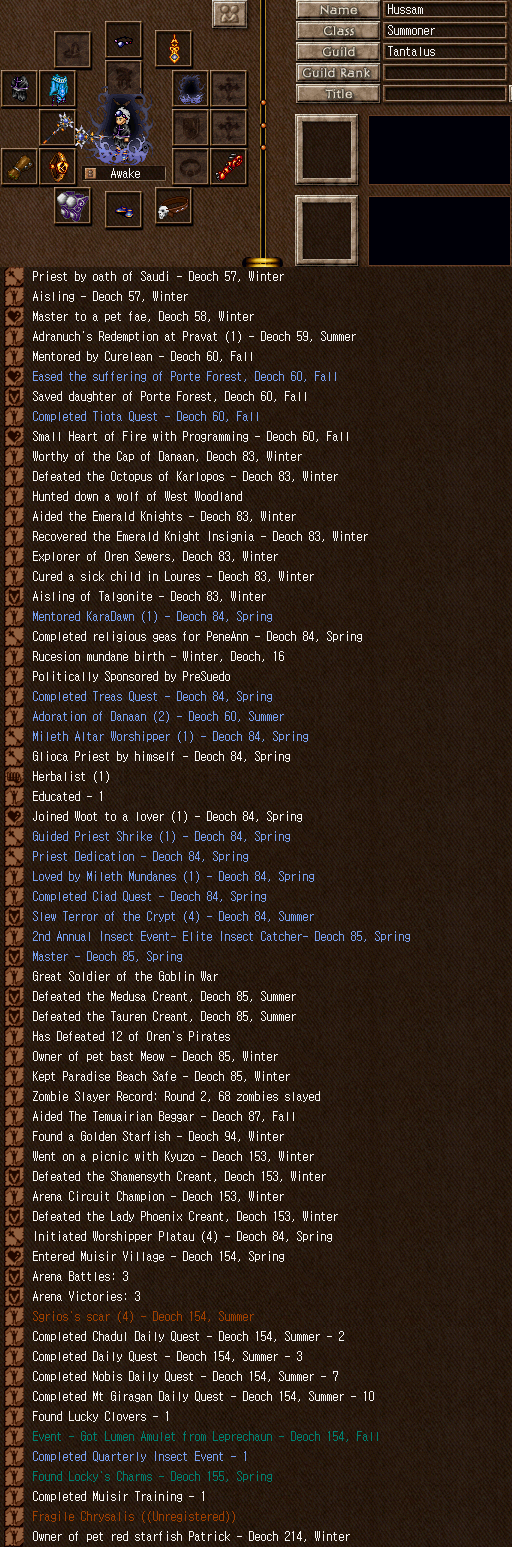 Name Hussam
Class Summoner
Guild Tantalus
Guild Rank
Title
Awake
Priest by oath of Saudi - Deoch 57, Winter
Aisling - Deoch 57, Winter
Master to a pet fae, Deoch 58, Winter
Adranuch's Redemption at Pravat (1) - Deoch 59, Summer
Mentored by Curelean - Deoch 60, Fall
Eased the suffering of Porte Forest, Deoch 60, Fall
Saved daughter of Porte Forest, Deoch 60, Fall
Completed Tiota Quest - Deoch 60, Fall
Small Heart of Fire with Programming - Deoch 60, Fall
Worthy of the Cap of Danaan, Deoch 83, Winter
Defeated the Octopus of Karlopos - Deoch 83, Winter
Hunted down a wolf of West Woodland
Aided the Emerald Knights - Deoch 83, Winter
Recovered the Emerald Knight Insignia - Deoch 83, Winter
Explorer of Oren Sewers, Deoch 83, Winter
Cured a sick child in Loures - Deoch 83, Winter
Aisling of Talgonite - Deoch 83, Winter
Mentored KaraDawn (1) - Deoch 84, Spring
Completed religious geas for PeneAnn - Deoch 84, Spring
Rucesion mundane birth - Winter, Deoch, 16
Politically Sponsored by PreSuedo
Completed Treas Quest - Deoch 84, Spring
Adoration of Danaan (2) - Deoch 60, Summer
Mileth Altar Worshipper (1) - Deoch 84, Spring
Glioca Priest by himself - Deoch 84, Spring
Herbalist (1)
Educated - 1
Joined Woot to a lover (1) - Deoch 84, Spring
Guided Priest Shrike (1) - Deoch 84, Spring
Priest Dedication - Deoch 84, Spring
Loved by Mileth Mundanes (1) - Deoch 84, Spring
Completed Ciad Quest - Deoch 84, Spring
Slew Terror of the Crypt (4) - Deoch 84, Summer
2nd Annual Insect Event- Elite Insect Catcher- Deoch 85, Spring
Master - Deoch 85, Spring
Great Soldier of the Goblin War
Defeated the Medusa Creant, Deoch 85, Summer
Defeated the Tauren Creant, Deoch 85, Summer
Has Defeated 12 of Oren's Pirates
Owner of pet bast Meow - Deoch 85, Winter
Kept Paradise Beach Safe - Deoch 85, Winter
Zombie Slayer Record: Round 2, 68 zombies slayed
Aided The Temuairian Beggar - Deoch 87, Fall
Found a Golden Starfish - Deoch 94, Winter
Went on a picnic with Kyuzo - Deoch 153, Winter
Defeated the Shamensyth Creant, Deoch 153, Winter
Arena Circuit Champion - Deoch 153, Winter
Defeated the Lady Phoenix Creant, Deoch 153, Winter
Initiated Worshipper Platau (4) - Deoch 84, Spring
Entered Muisir Village - Deoch 154, Spring
Arena Battles: 3
Arena Victories: 3
Sgrios's scar (4) - Deoch 154, Summer
Completed Chadul Daily Quest - Deoch 154, Summer - 2
Completed Daily Quest - Deoch 154, Summer - 3
Completed Nobis Daily Quest - Deoch 154, Summer - 7
Completed Mt Giragan Daily Quest - Deoch 154, Summer - 10
Found Lucky Clovers - 1
Event - Got Lumen Amulet from Leprechaun - Deoch 154, Fall
Completed Quarterly Insect Event - 1
Found Locky's Charms - Deoch 155, Spring
Completed Muisir Training - 1
Fragile Chrysalis ((Unregistered))
Owner of pet red starfish Patrick - Deoch 214, Winter